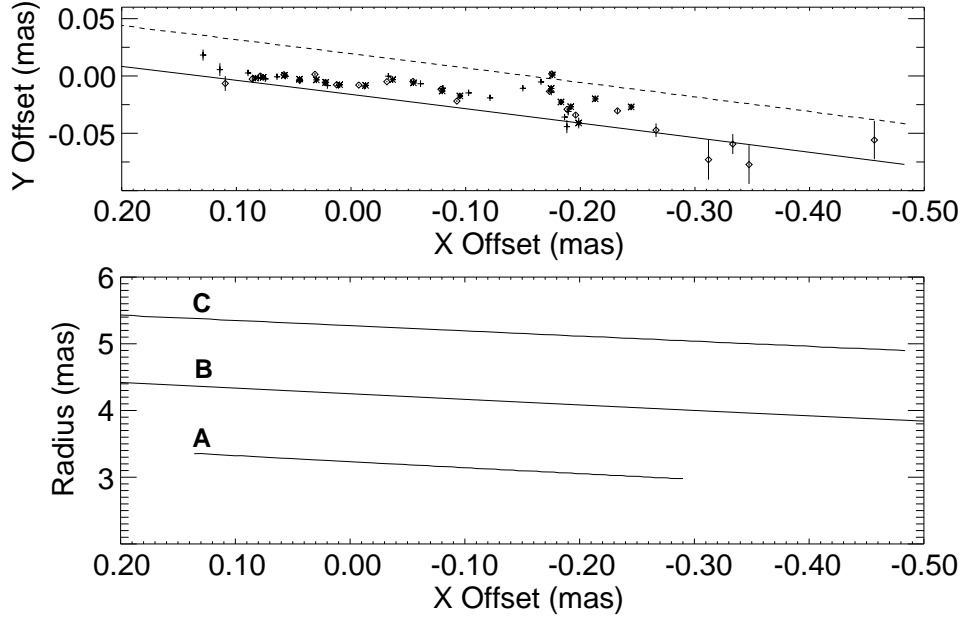 0.05
0.00
-0.05
Y Offset (mas)
0.20 0.10 0.00 -0.10 -0.20 -0.30 -0.40 -0.50
X Offset (mas)
6
5
4
3
Radius (mas)
C
B
A
0.20 0.10 0.00 -0.10 -0.20 -0.30 -0.40 -0.50
X Offset (mas)